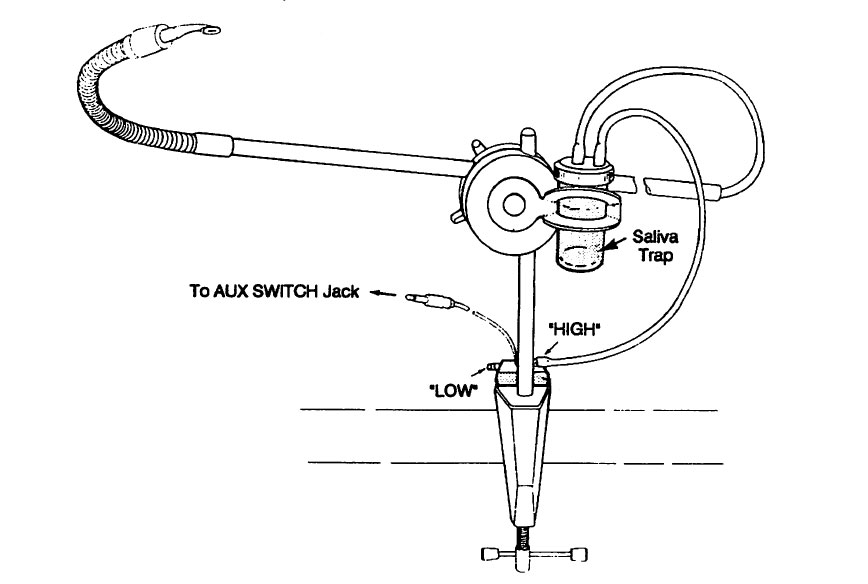 Saliva
Trap
To AUX SWITCH Jack
"HIGH"
"LOW"